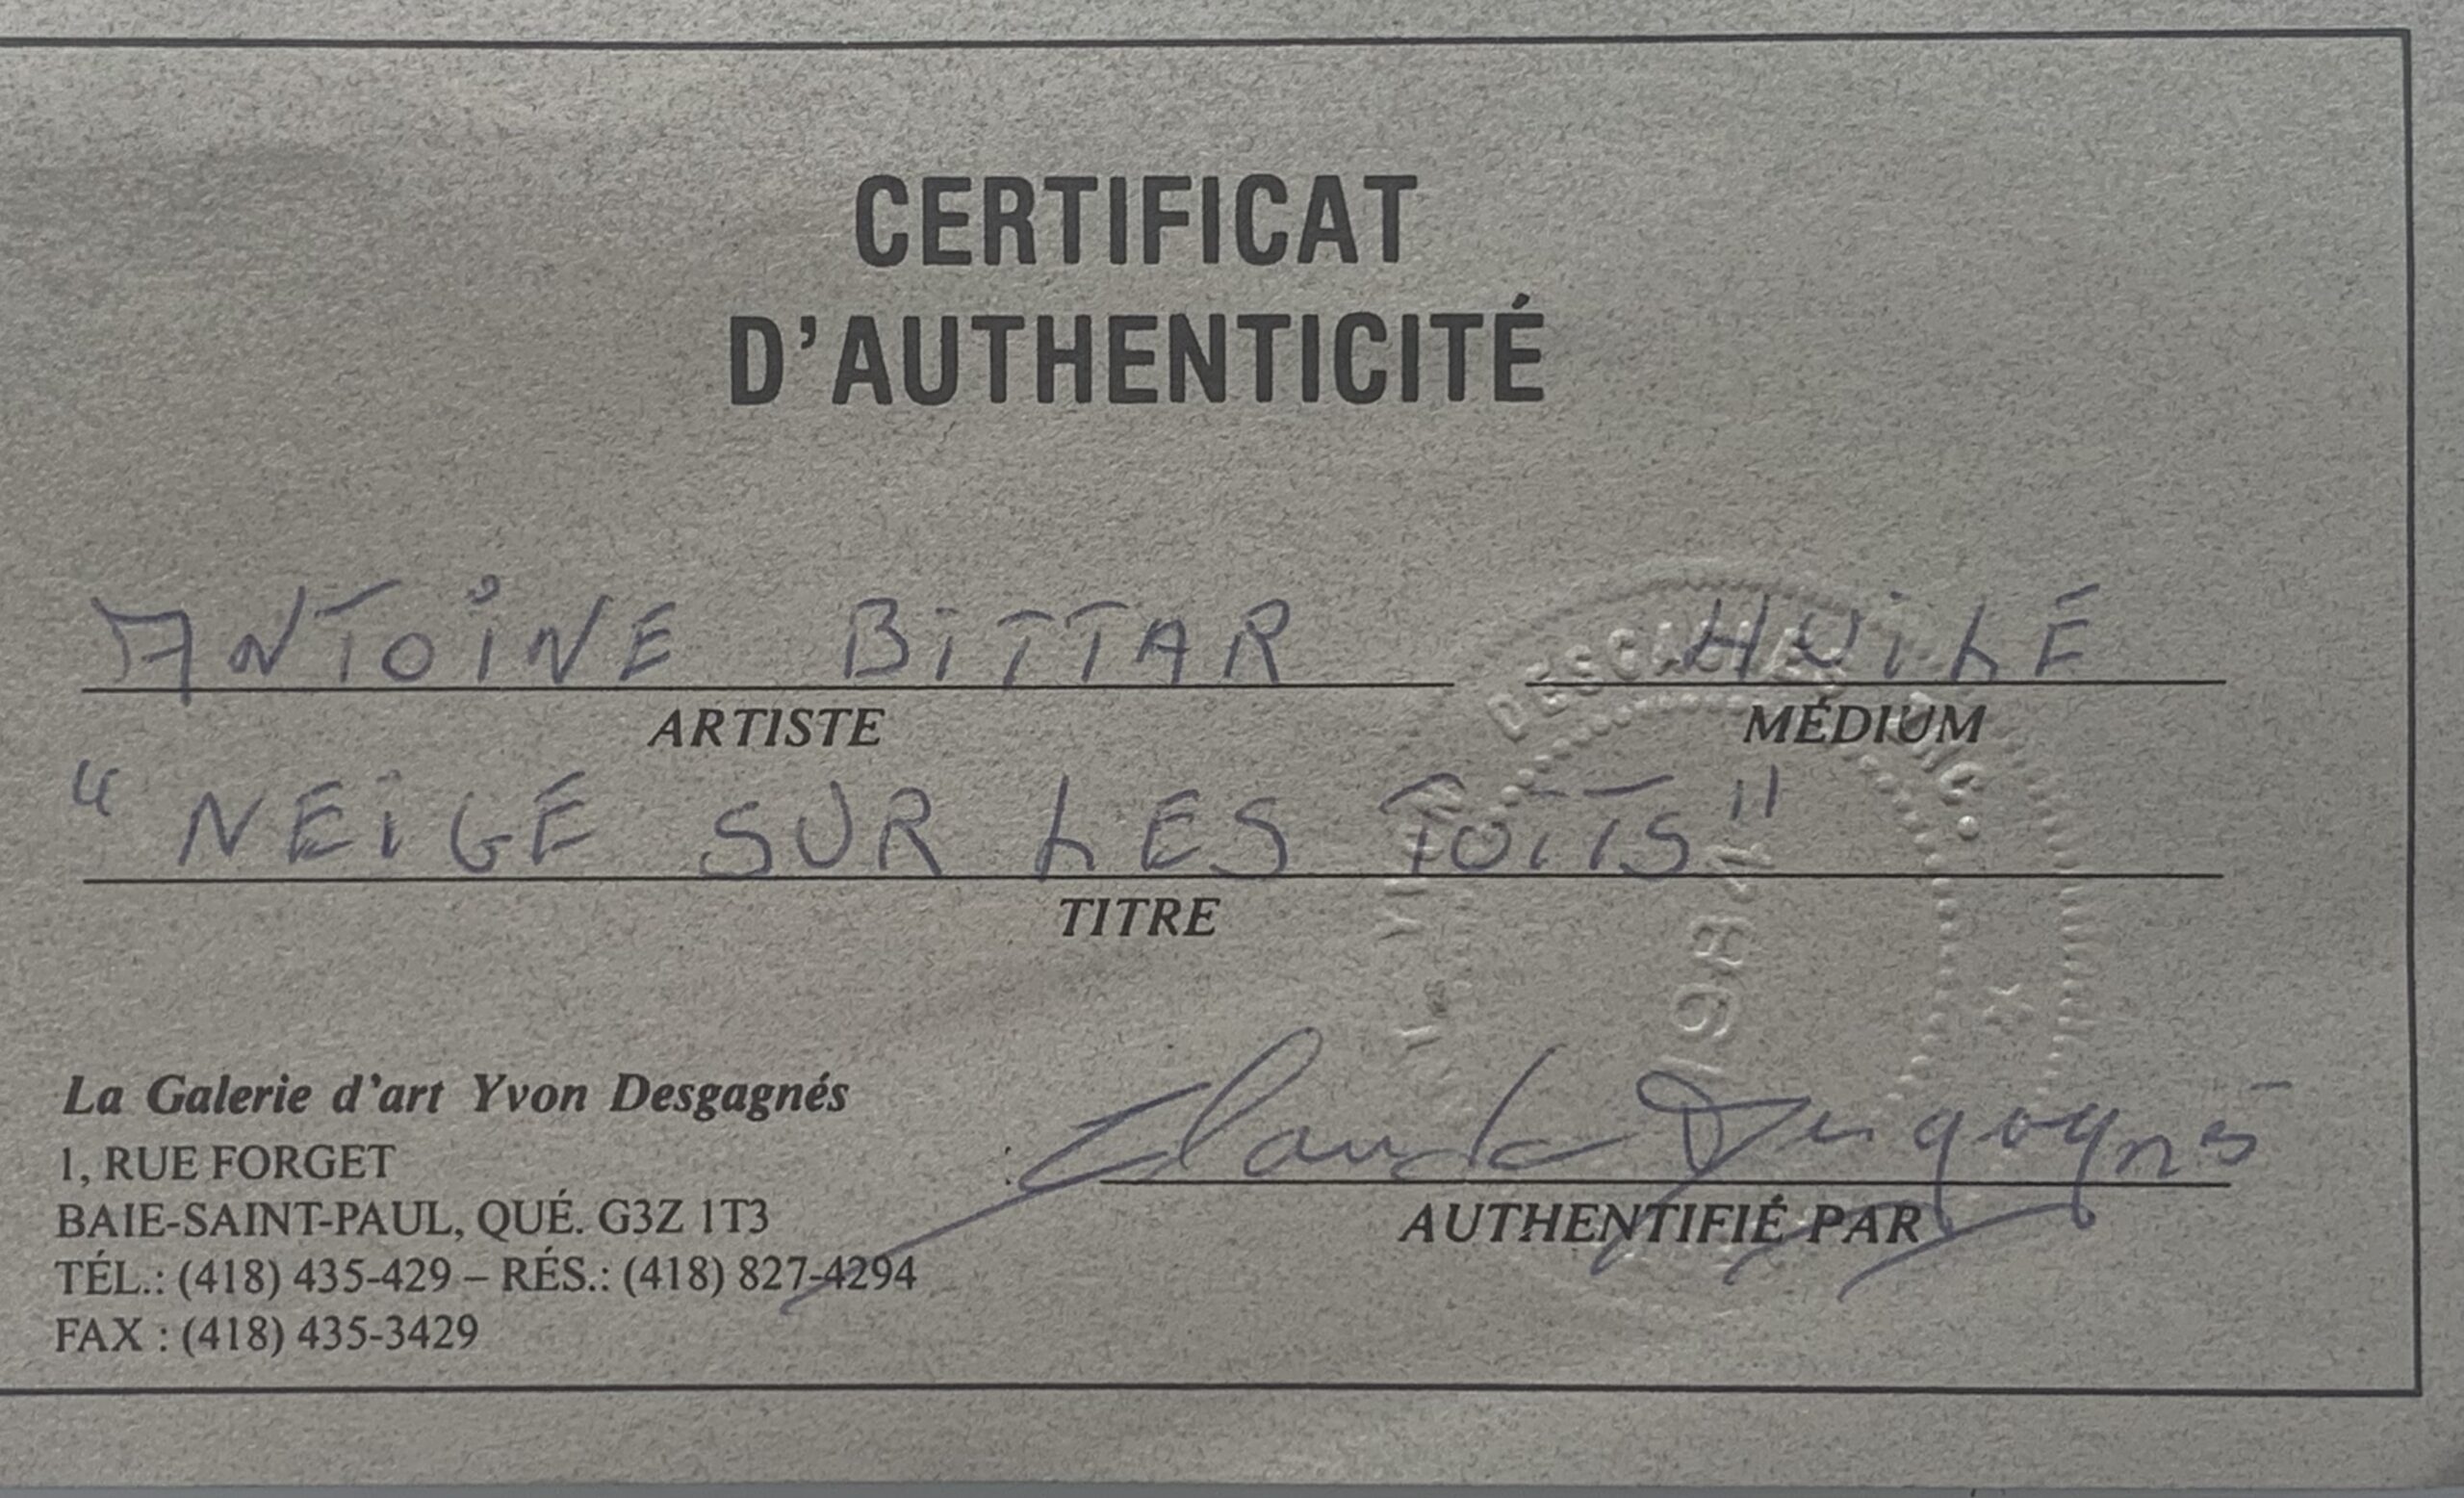 CERTIFICAT
D'AUTHENTICITÉ
ANTOINE BITTAR HUILE
ARTISTE MÉDIUM
"NEIGE SUR LES TOITS"
TITRE
La Galerie d'art Yvon Desgagnés
1, RUE FORGET
BAIE-SAINT-PAUL, QUÉ. G3Z 1T3
TÉL.: (418) 435-429 – RÉS.: (418) 827-4294
FAX : (418) 435-3429
Claude Desgagnés
AUTHENTIFIÉ PAR